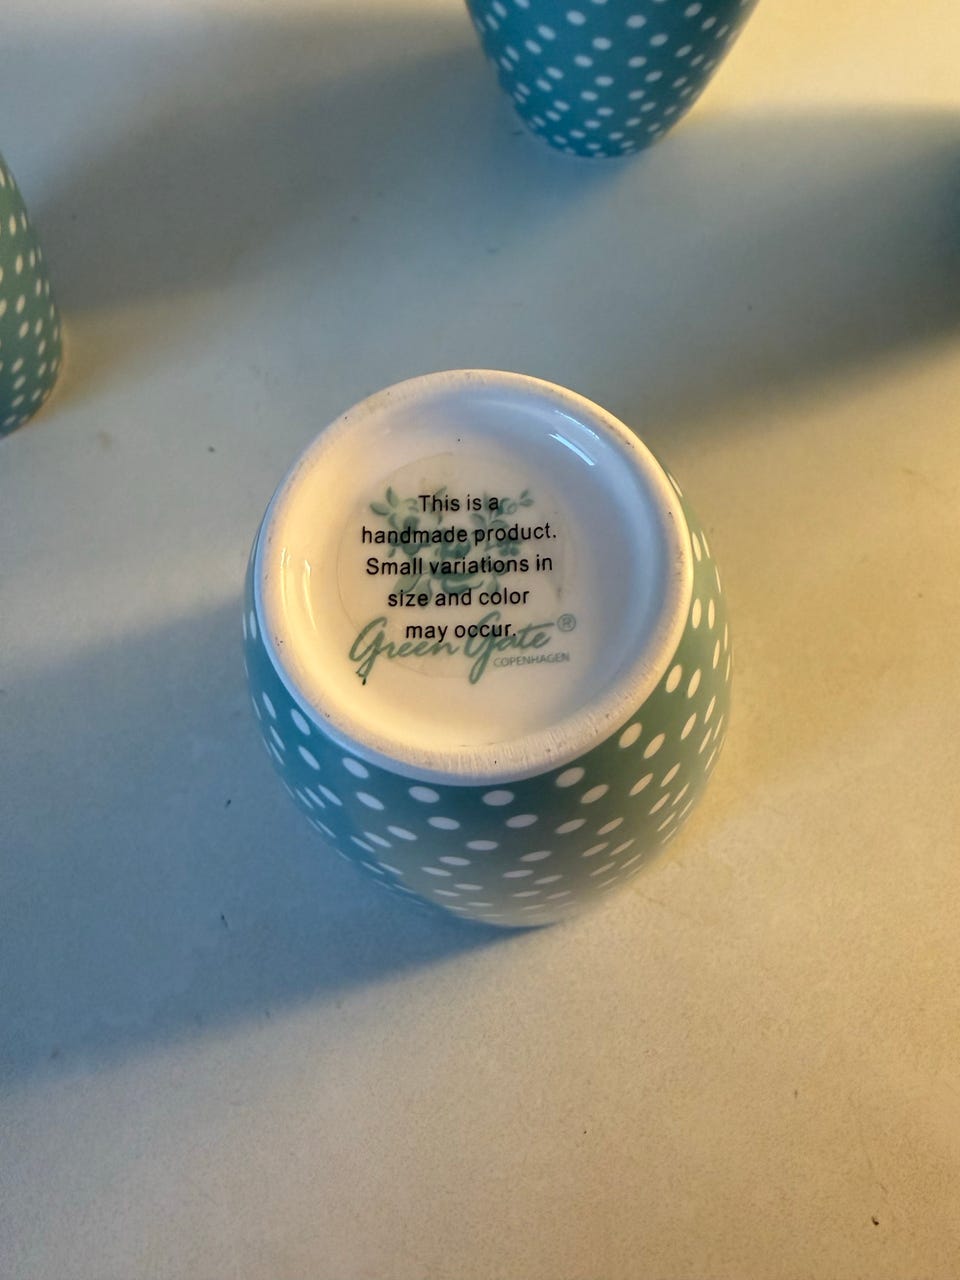 This is a
handmade product.
Small variations in
size and color
may occur.
Green Gate ®
COPENHAGEN